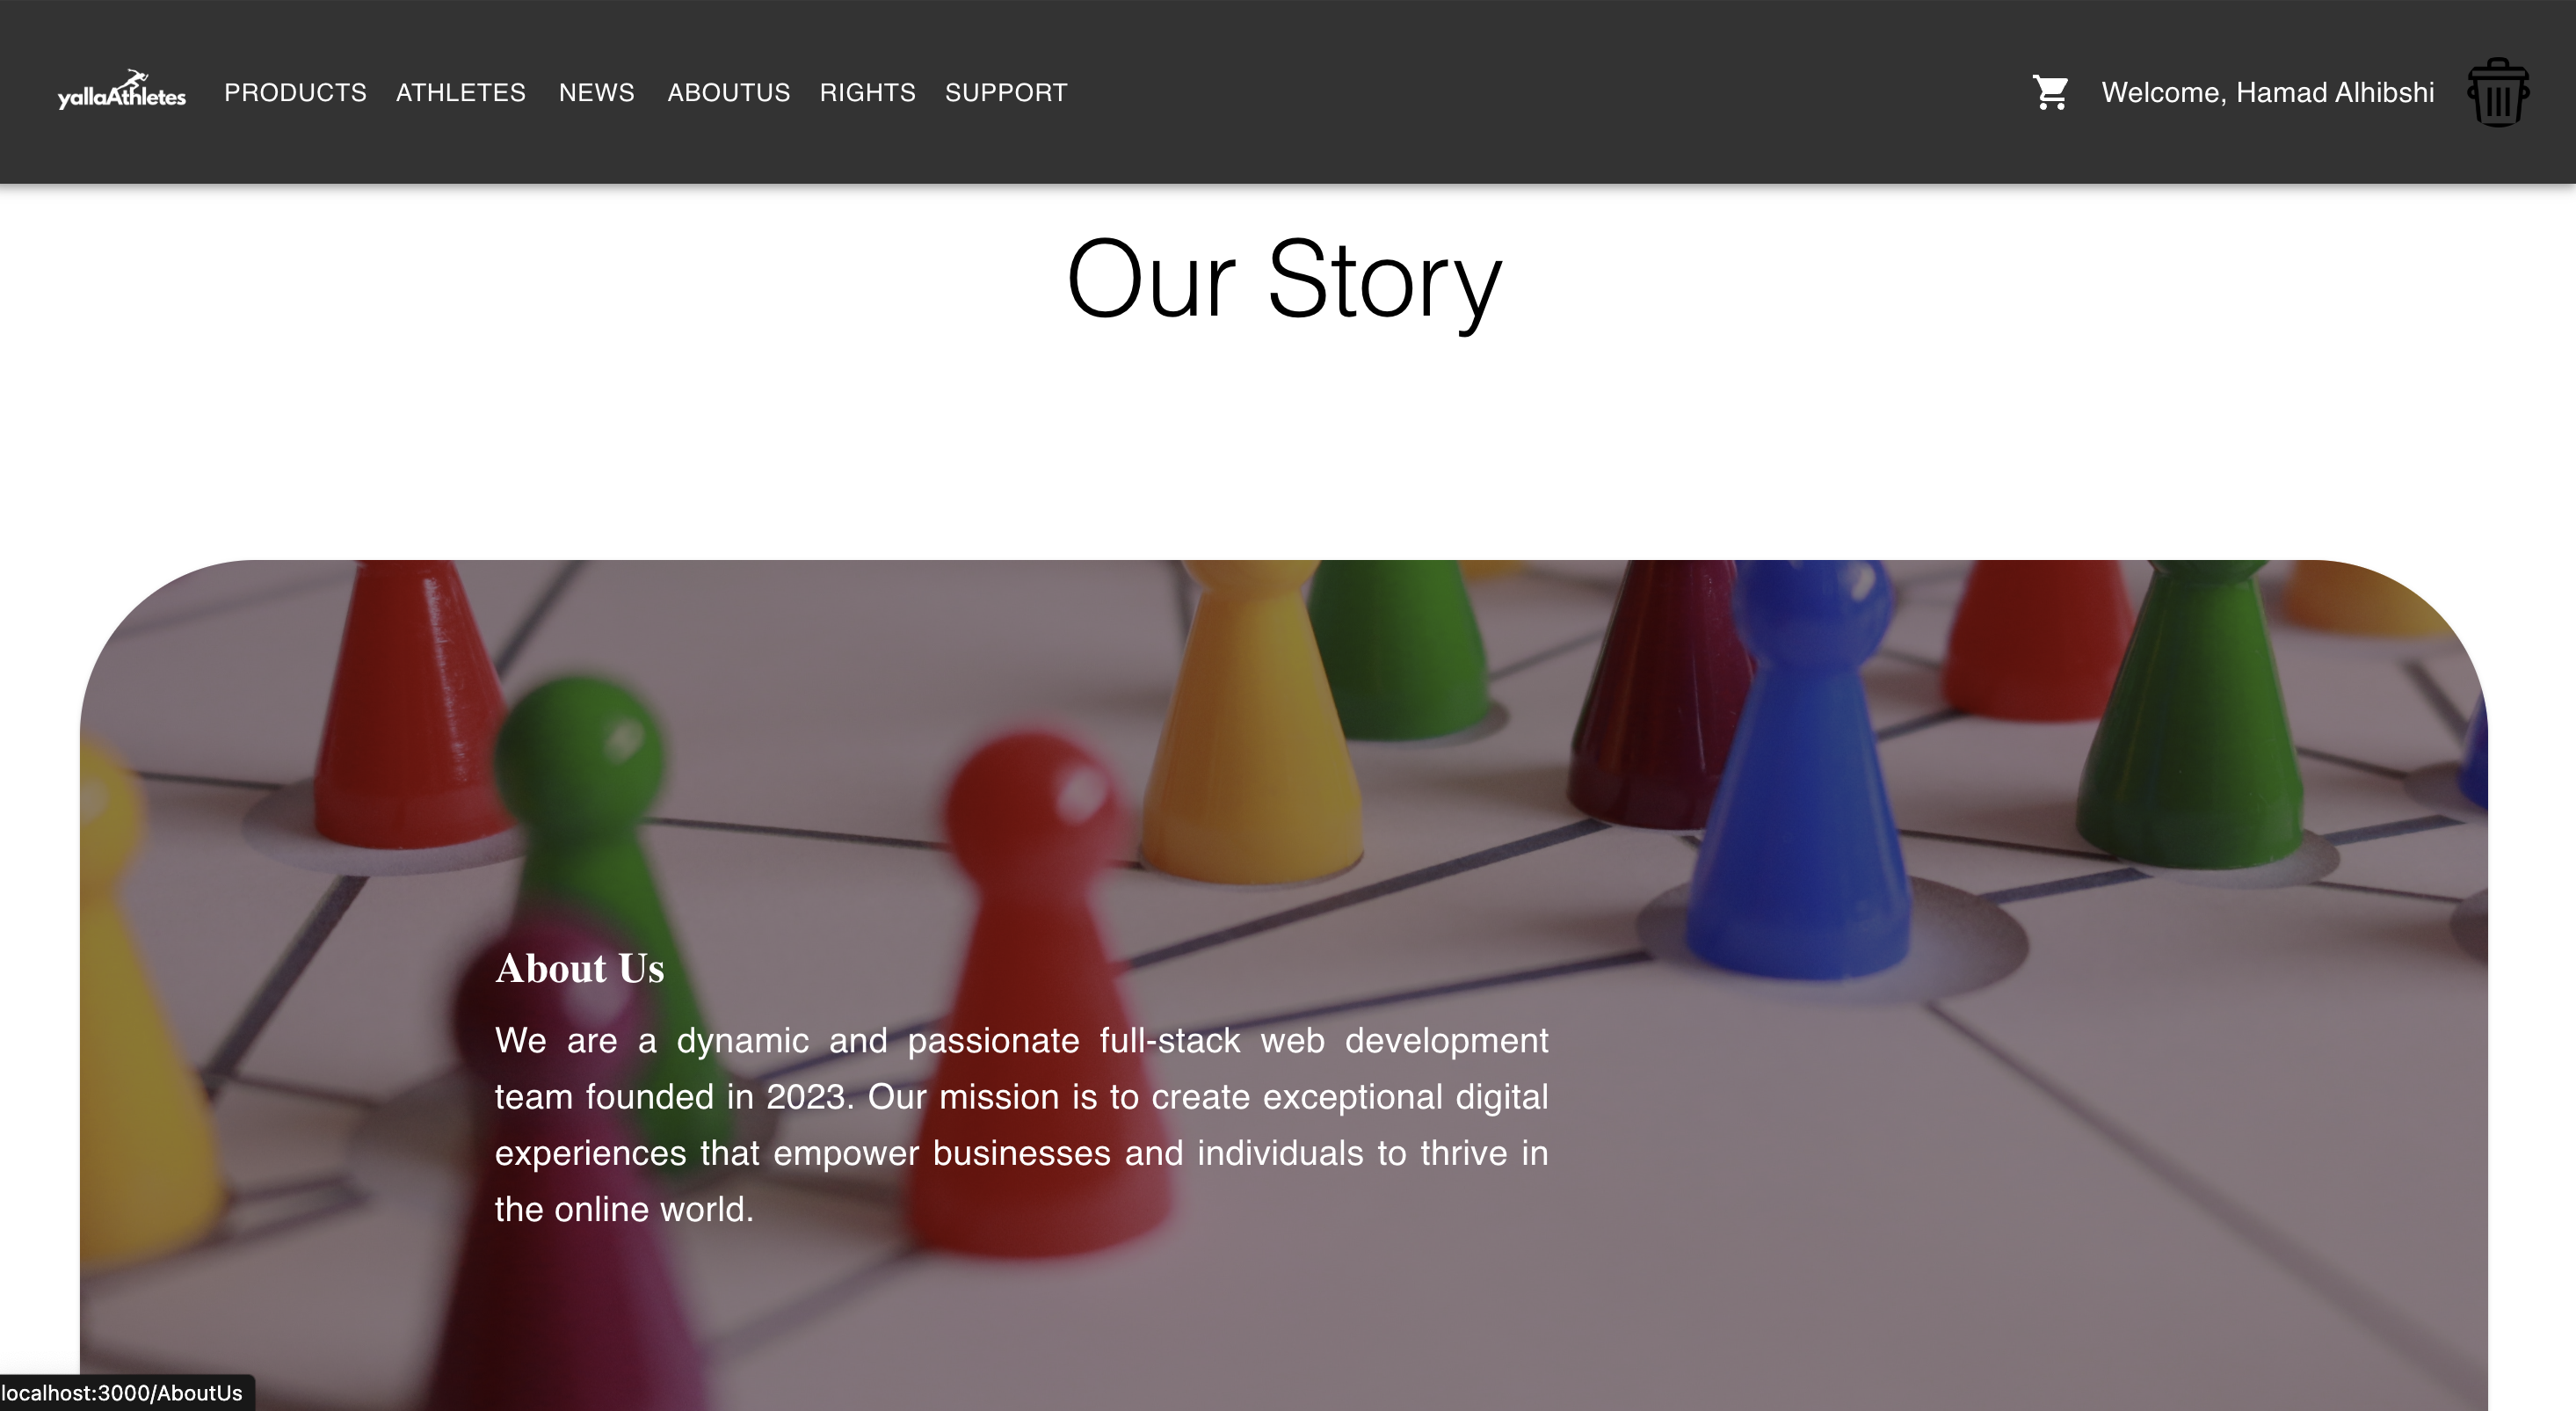 yallaAthletes PRODUCTS ATHLETES NEWS ABOUTUS RIGHTS SUPPORT Welcome, Hamad Alhibshi
Our Story
About Us
We are a dynamic and passionate full-stack web development
team founded in 2023. Our mission is to create exceptional digital
experiences that empower businesses and individuals to thrive in
the online world.
localhost:3000/AboutUs